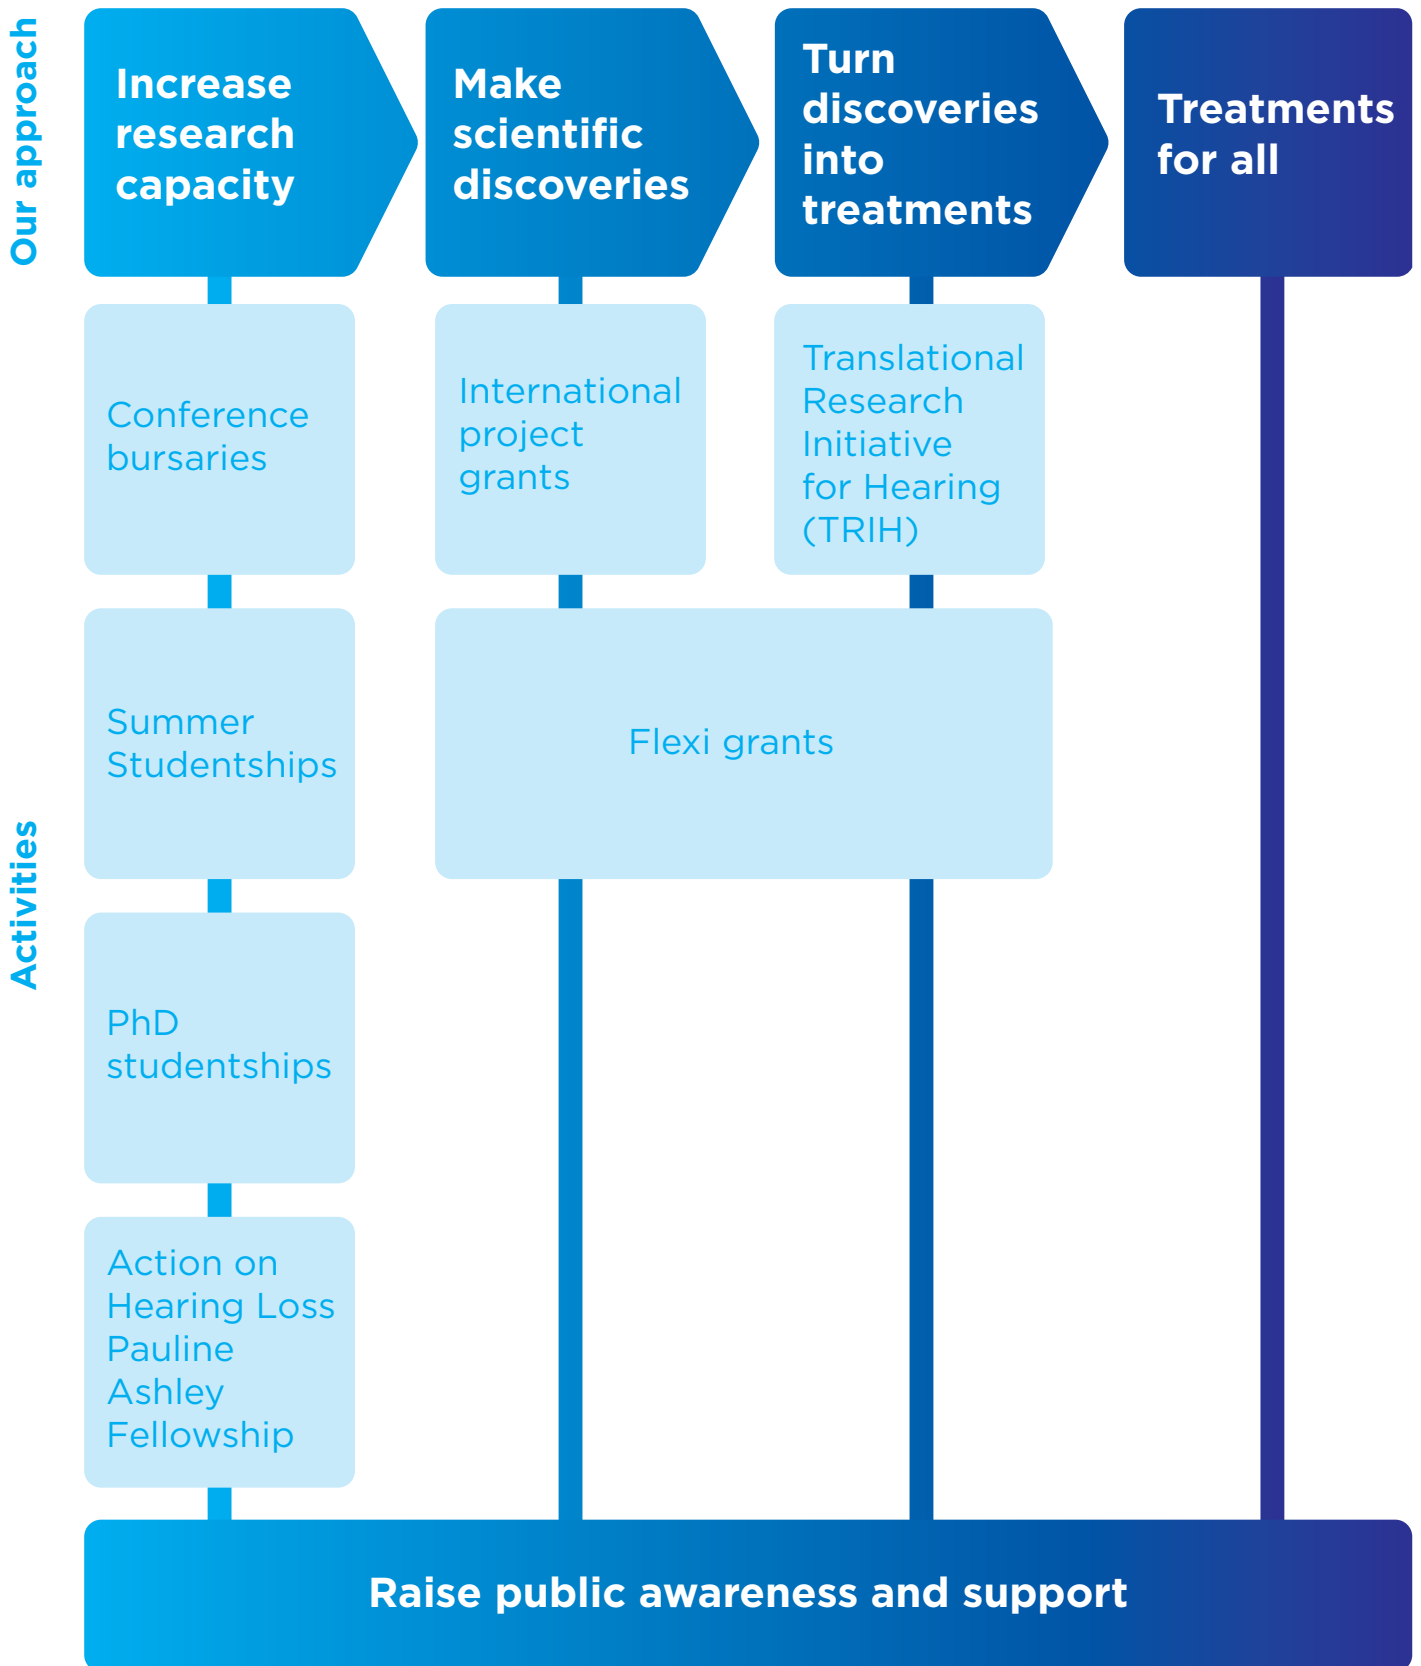 Our approach
Increase
research
capacity
Make
scientific
discoveries
Turn
discoveries
into
treatments
Treatments
for all
Activities
Conference
bursaries
International
project
grants
Translational
Research
Initiative
for Hearing
(TRIH)
Summer
Studentships
Flexi grants
PhD
studentships
Action on
Hearing Loss
Pauline
Ashley
Fellowship
Raise public awareness and support